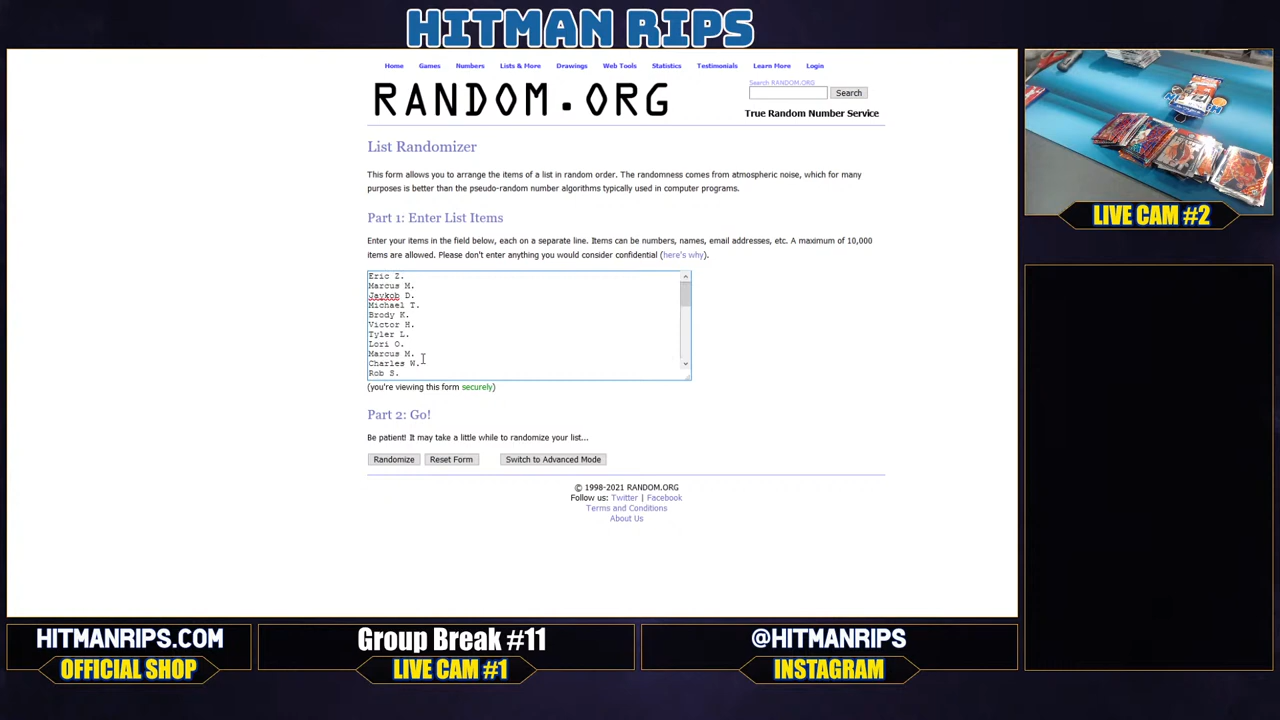 HITMAN RIPS
Home Games Numbers Lists & More Drawings Web Tools Statistics Testimonials Learn More Login
RANDOM.ORG
Search RANDOM.ORG
Search
True Random Number Service
List Randomizer
This form allows you to arrange the items of a list in random order. The randomness comes from atmospheric noise, which for many
purposes is better than the pseudo-random number algorithms typically used in computer programs.
Part 1: Enter List Items
Enter your items in the field below, each on a separate line. Items can be numbers, names, email addresses, etc. A maximum of 10,000
items are allowed. Please don't enter anything you would consider confidential (here's why).
Eric Z.
Marcus M.
Jaykob D.
Michael T.
Brody K.
Victor H.
Tyler L.
Lori O.
Marcus M.
Charles W.
Rob S.
(you're viewing this form securely)
Part 2: Go!
Be patient! It may take a little while to randomize your list...
Randomize Reset Form Switch to Advanced Mode
© 1998-2021 RANDOM.ORG
Follow us: Twitter | Facebook
Terms and Conditions
About Us
LIVE CAM #2
HITMANRIPS.COM
OFFICIAL SHOP
Group Break #11
LIVE CAM #1
@HITMANRIPS
INSTAGRAM